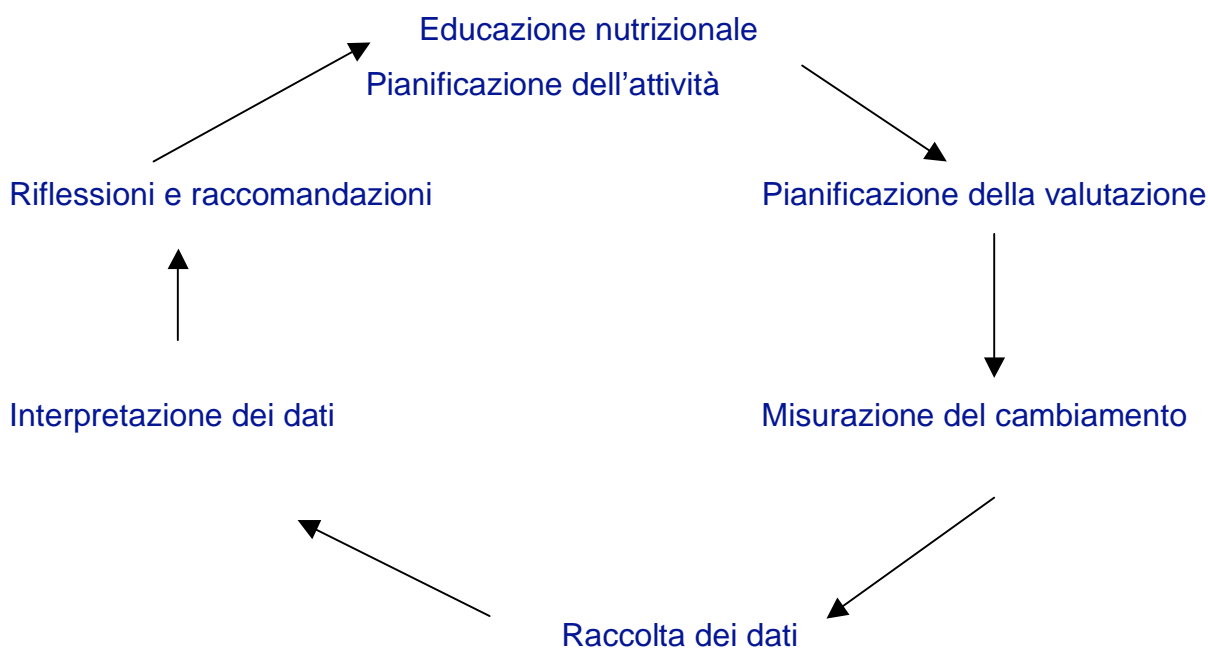 Educazione nutrizionale
Pianificazione dell’attività
Riflessioni e raccomandazioni
Pianificazione della valutazione
Interpretazione dei dati
Misurazione del cambiamento
Raccolta dei dati